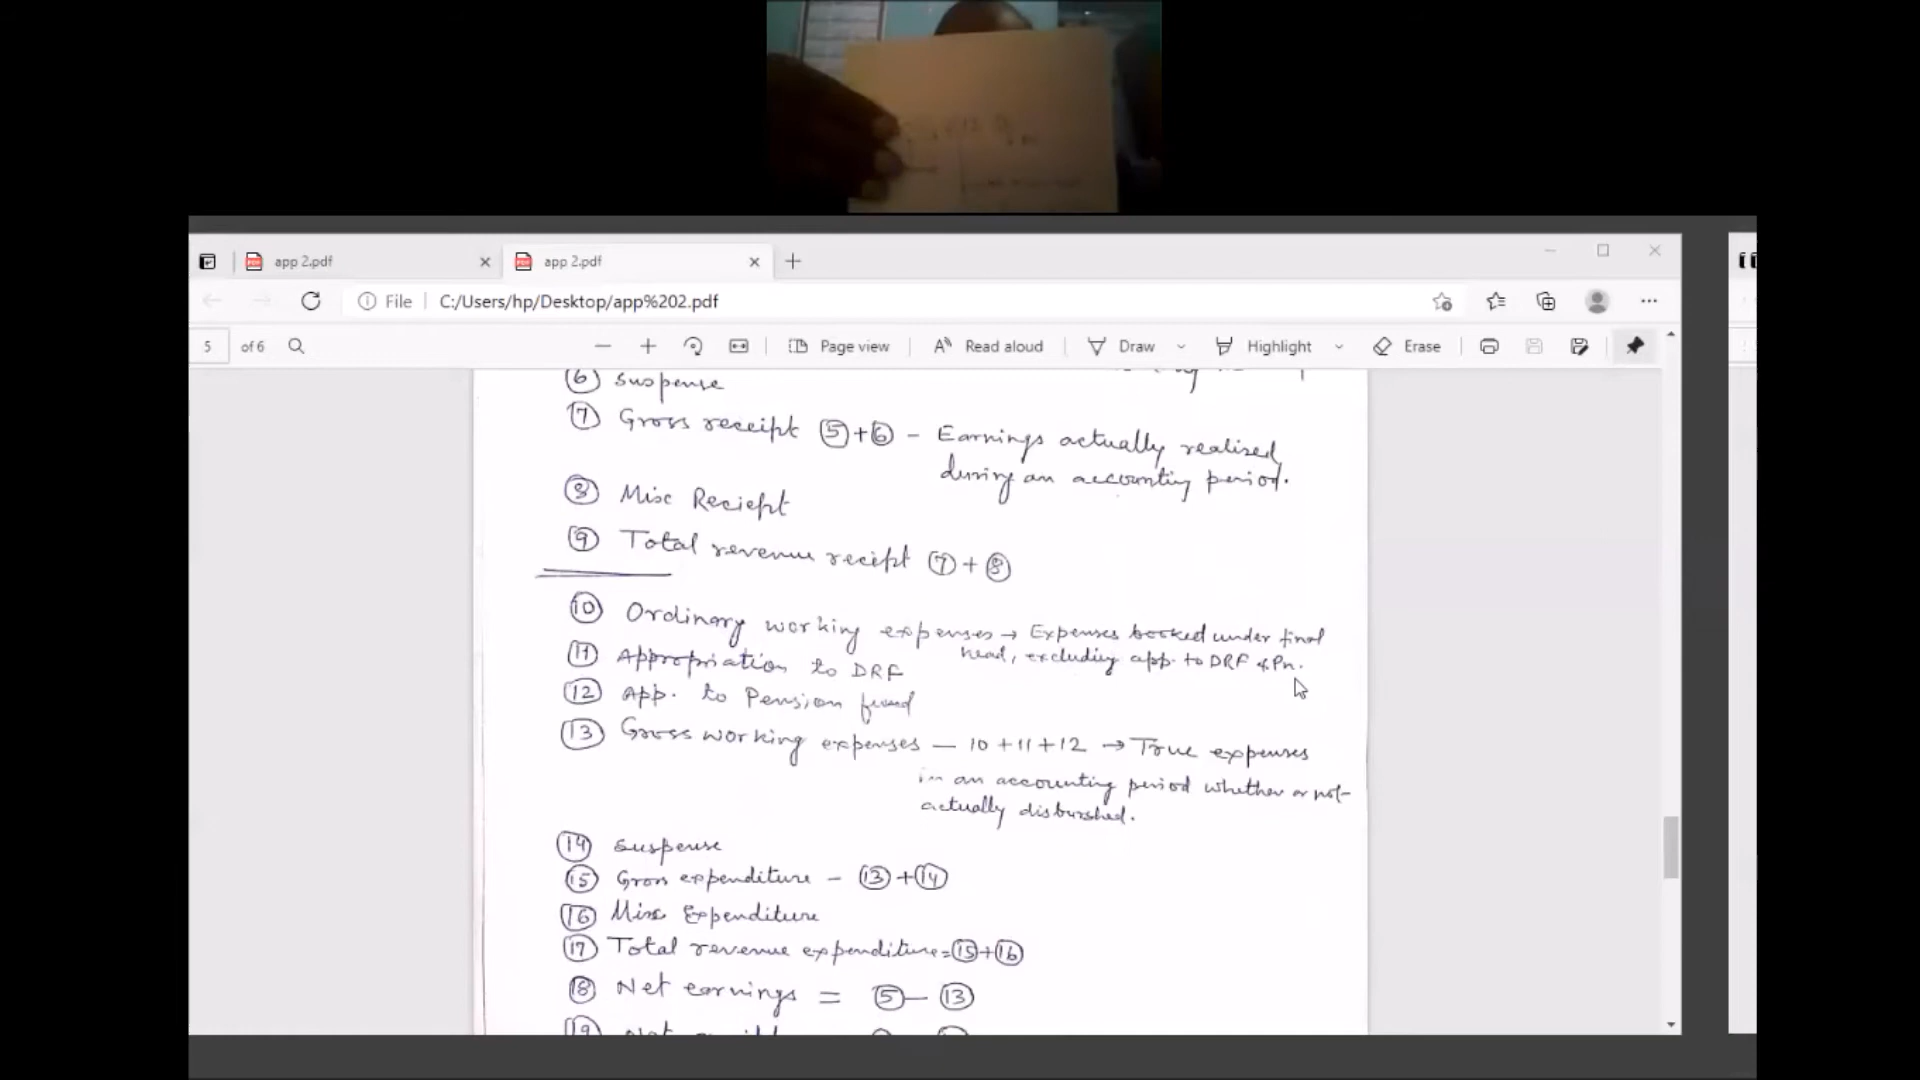 app 2.pdf
app 2.pdf
File
C:/Users/hp/Desktop/app%202.pdf
5 of 6
Page view
Read aloud
Draw
Highlight
Erase
⑥ Suspense
⑦ Gross receipt ⑤+⑥ - Earnings actually realised
during an accounting period.
⑧ Misc Reciept
⑨ Total revenue recipt ⑦+⑧
⑩ Ordinary working expenses → Expenses booked under final
head, excluding app. to DRF & Pn.
⑪ Appropriation to DRF
⑫ App. to Pension fund
⑬ Gross working expenses — 10+11+12 → True expenses
in an accounting period whether or not
actually disburshed.
⑭ Suspense
⑮ Gross expenditure - ⑬+⑭
⑯ Misc Expenditure
⑰ Total revenue expenditure=⑮+⑯
⑱ Net earnings = ⑤—⑬
⑲ Net